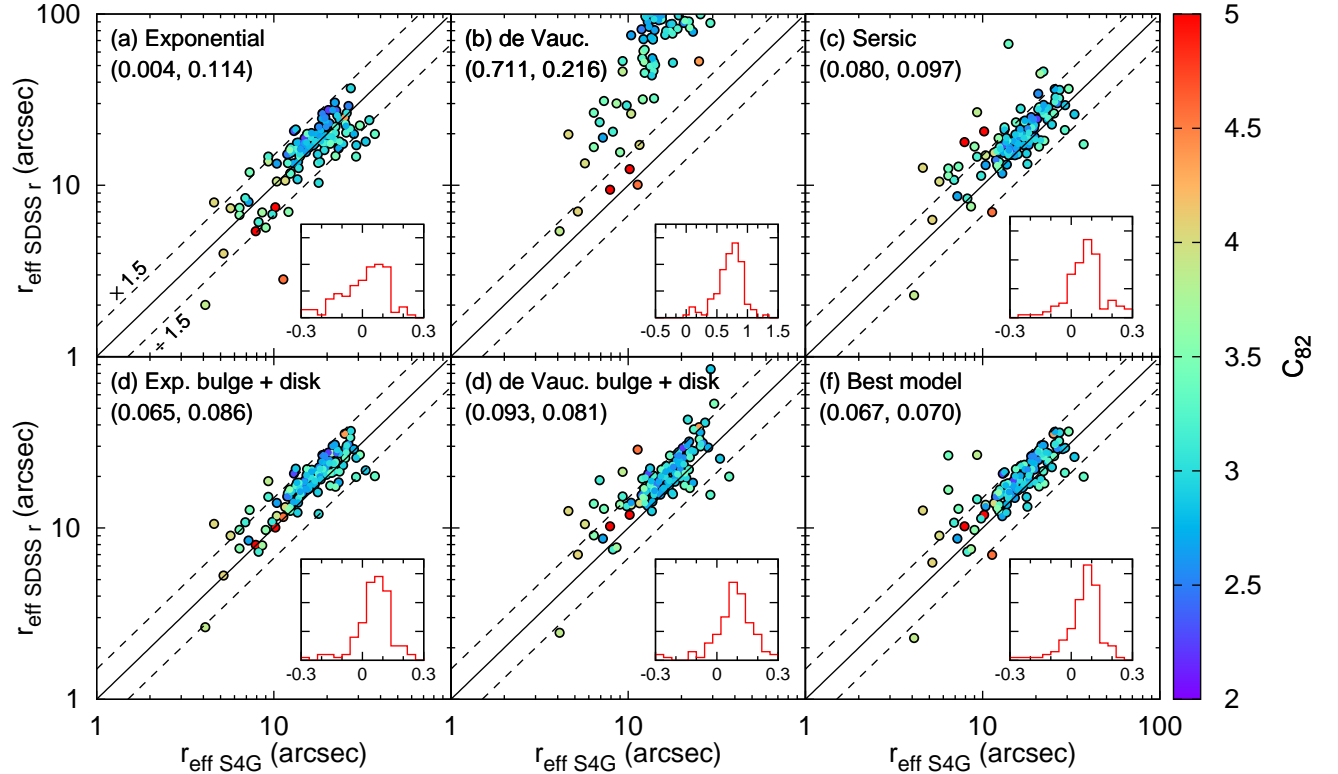 100
10
1
r_eff SDSS r (arcsec)
(a) Exponential
(0.004, 0.114)
× 1.5
÷ 1.5
-0.3 0 0.3
(b) de Vauc.
(0.711, 0.216)
-0.5 0 0.5 1 1.5
(c) Sersic
(0.080, 0.097)
-0.3 0 0.3
100
10
1
r_eff SDSS r (arcsec)
(d) Exp. bulge + disk
(0.065, 0.086)
-0.3 0 0.3
(d) de Vauc. bulge + disk
(0.093, 0.081)
-0.3 0 0.3
(f) Best model
(0.067, 0.070)
-0.3 0 0.3
1 10 1 10 1 10 100
r_eff S4G (arcsec)
r_eff S4G (arcsec)
r_eff S4G (arcsec)
5
4.5
4
3.5
3
2.5
2
C_82